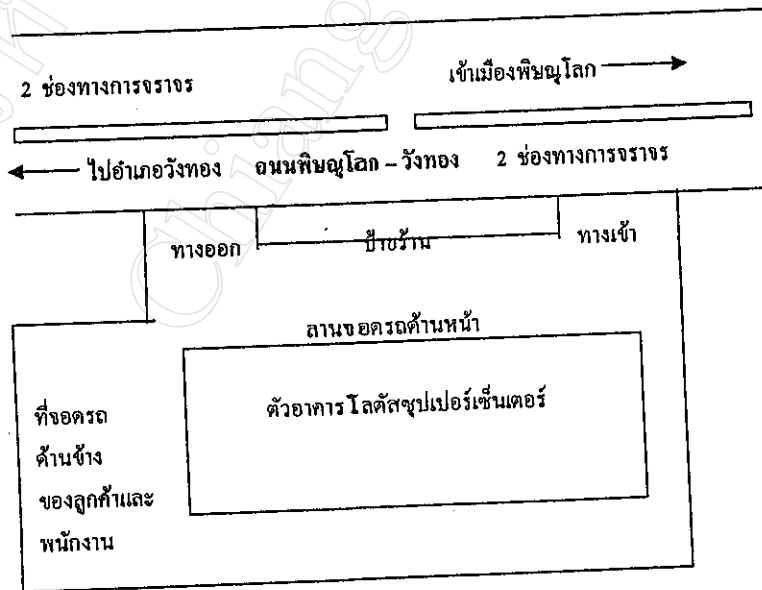 2 ช่องทางการจราจร
เข้าเมืองพิษณุโลก
ไปอำเภอวังทอง ถนนพิษณุโลก – วังทอง 2 ช่องทางการจราจร
ทางออก ป้ายร้าน ทางเข้า
ลานจอดรถด้านหน้า
ตัวอาคารโลตัสซุปเปอร์เซ็นเตอร์
ที่จอดรถ
ด้านข้าง
ของลูกค้าและ
พนักงาน
Chiang